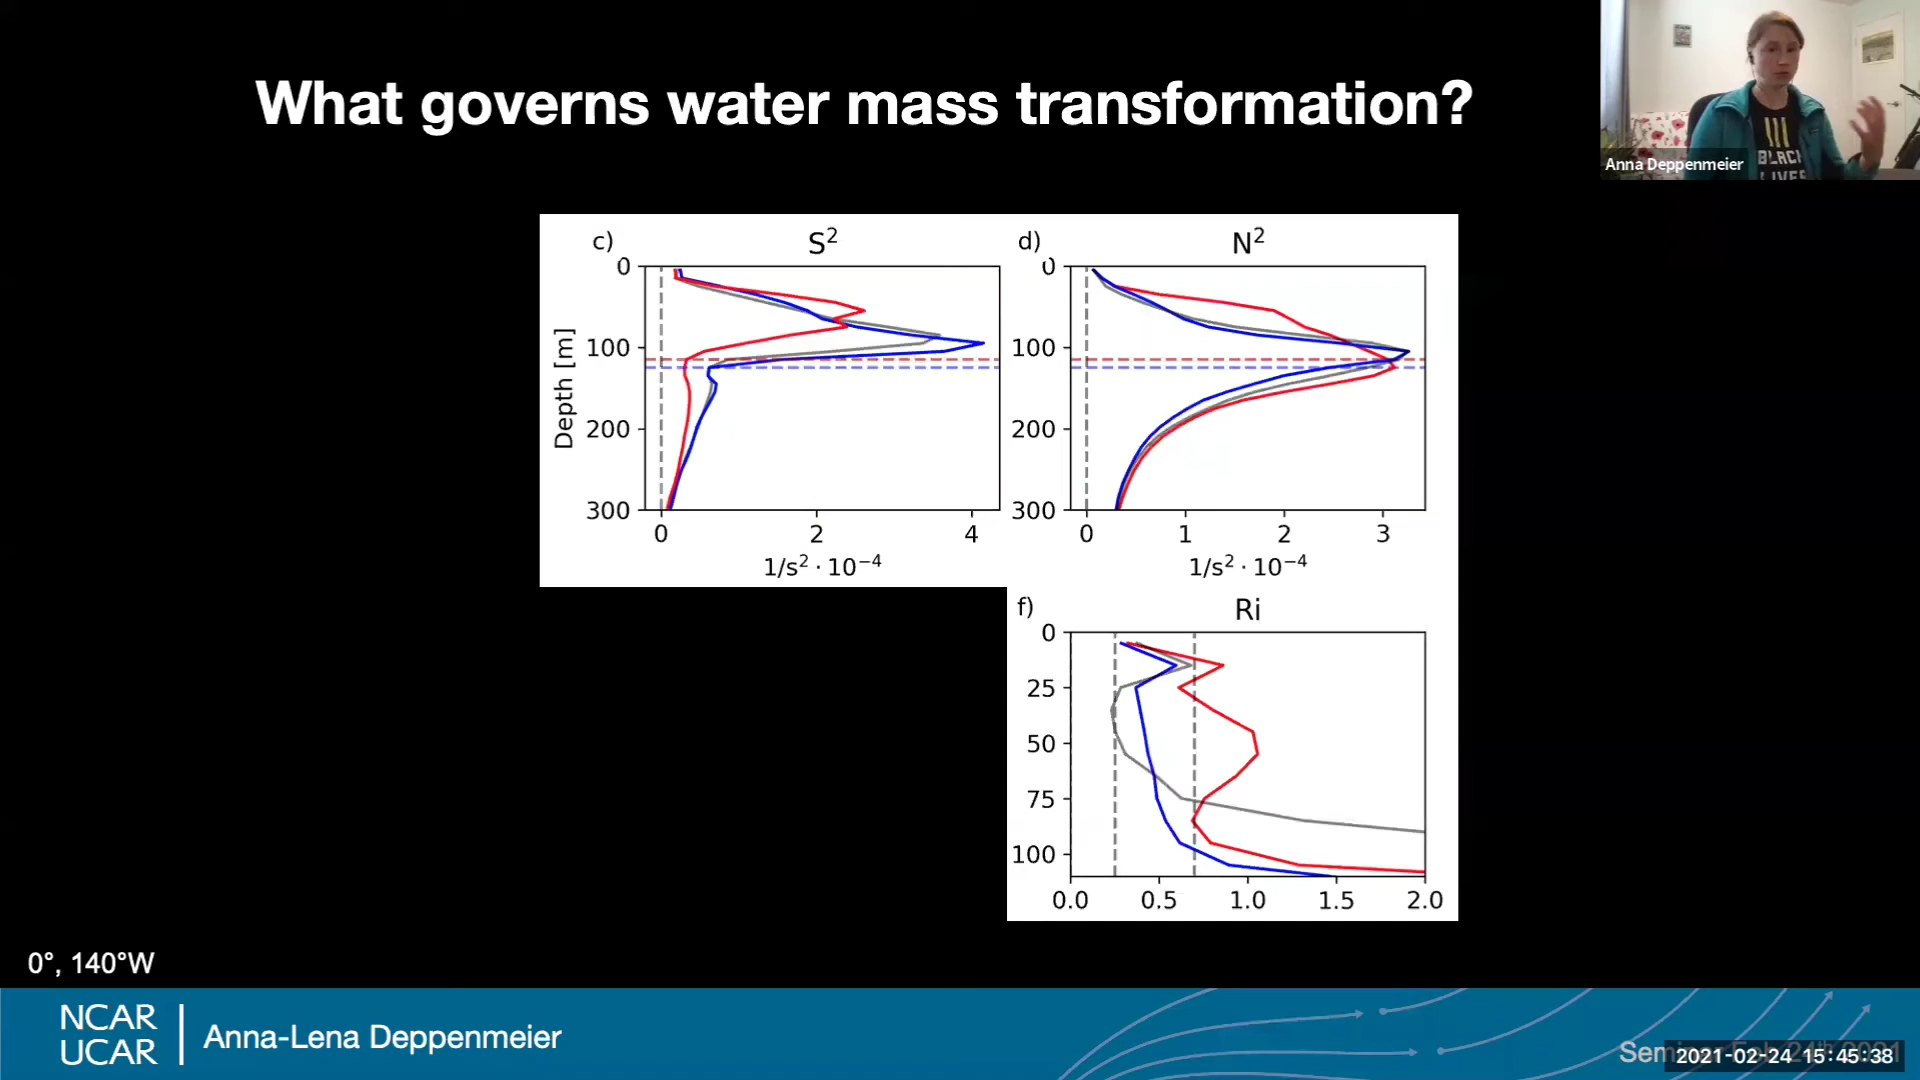 What governs water mass transformation?
Anna Deppenmeier
BLACK
LIVES
c) S² d) N²
0 0
100 100
200 200
300 300
Depth [m]
0 2 4 0 1 2 3
1/s² · 10⁻⁴ 1/s² · 10⁻⁴
f) Ri
0
25
50
75
100
0.0 0.5 1.0 1.5 2.0
0°, 140°W
NCAR
UCAR
Anna-Lena Deppenmeier
2021-02-24 15:45:38